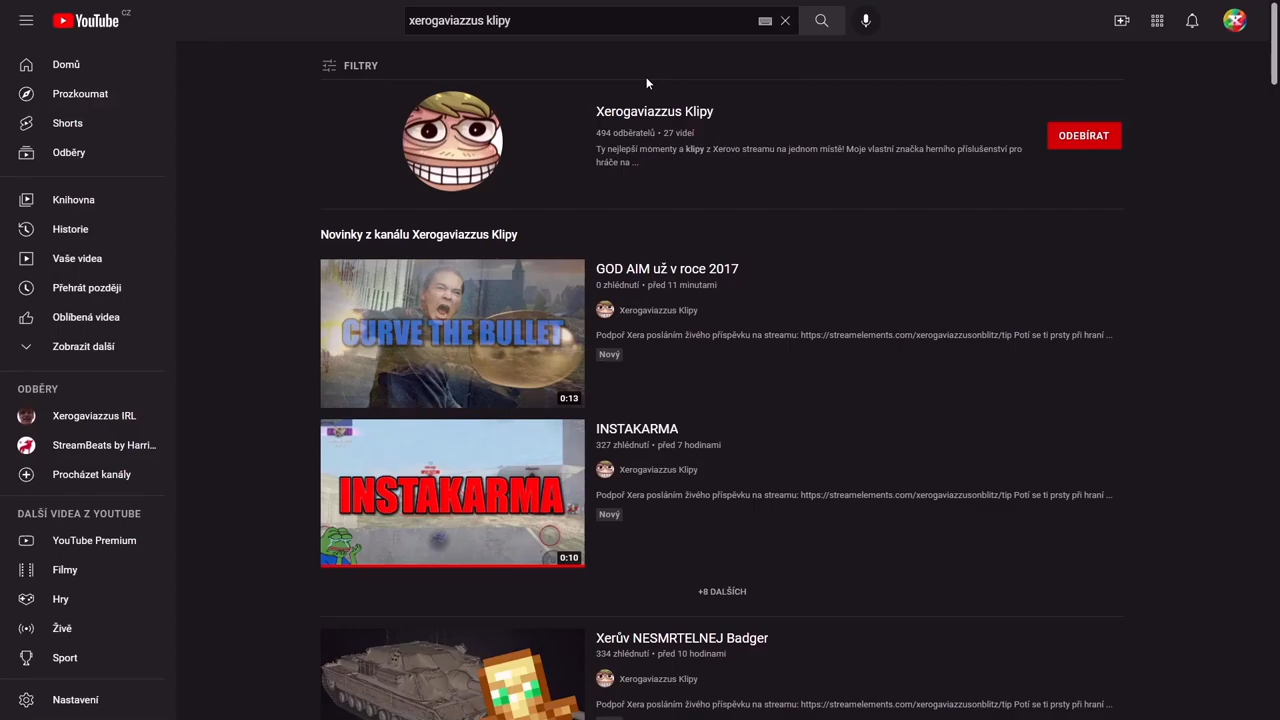 YouTube CZ
xerogaviazzus klipy
Domů
Prozkoumat
Shorts
Odběry
Knihovna
Historie
Vaše videa
Přehrát později
Oblíbená videa
Zobrazit další
ODBĚRY
Xerogaviazzus IRL
StreamBeats by Harri...
Procházet kanály
DALŠÍ VIDEA Z YOUTUBE
YouTube Premium
Filmy
Hry
Živě
Sport
Nastavení
FILTRY
Xerogaviazzus Klipy
494 odběratelů • 27 videí
Ty nejlepší momenty a klipy z Xerovo streamu na jednom místě! Moje vlastní značka herního příslušenství pro
hráče na ...
ODEBÍRAT
Novinky z kanálu Xerogaviazzus Klipy
CURVE THE BULLET
0:13
GOD AIM už v roce 2017
0 zhlédnutí • před 11 minutami
Xerogaviazzus Klipy
Podpoř Xera posláním živého příspěvku na streamu: https://streamelements.com/xerogaviazzusonblitz/tip Potí se ti prsty při hraní ...
Nový
INSTAKARMA
0:10
INSTAKARMA
327 zhlédnutí • před 7 hodinami
Xerogaviazzus Klipy
Podpoř Xera posláním živého příspěvku na streamu: https://streamelements.com/xerogaviazzusonblitz/tip Potí se ti prsty při hraní ...
Nový
+8 DALŠÍCH
Xerův NESMRTELNEJ Badger
334 zhlédnutí • před 10 hodinami
Xerogaviazzus Klipy
Podpoř Xera posláním živého příspěvku na streamu: https://streamelements.com/xerogaviazzusonblitz/tip Potí se ti prsty při hraní ...